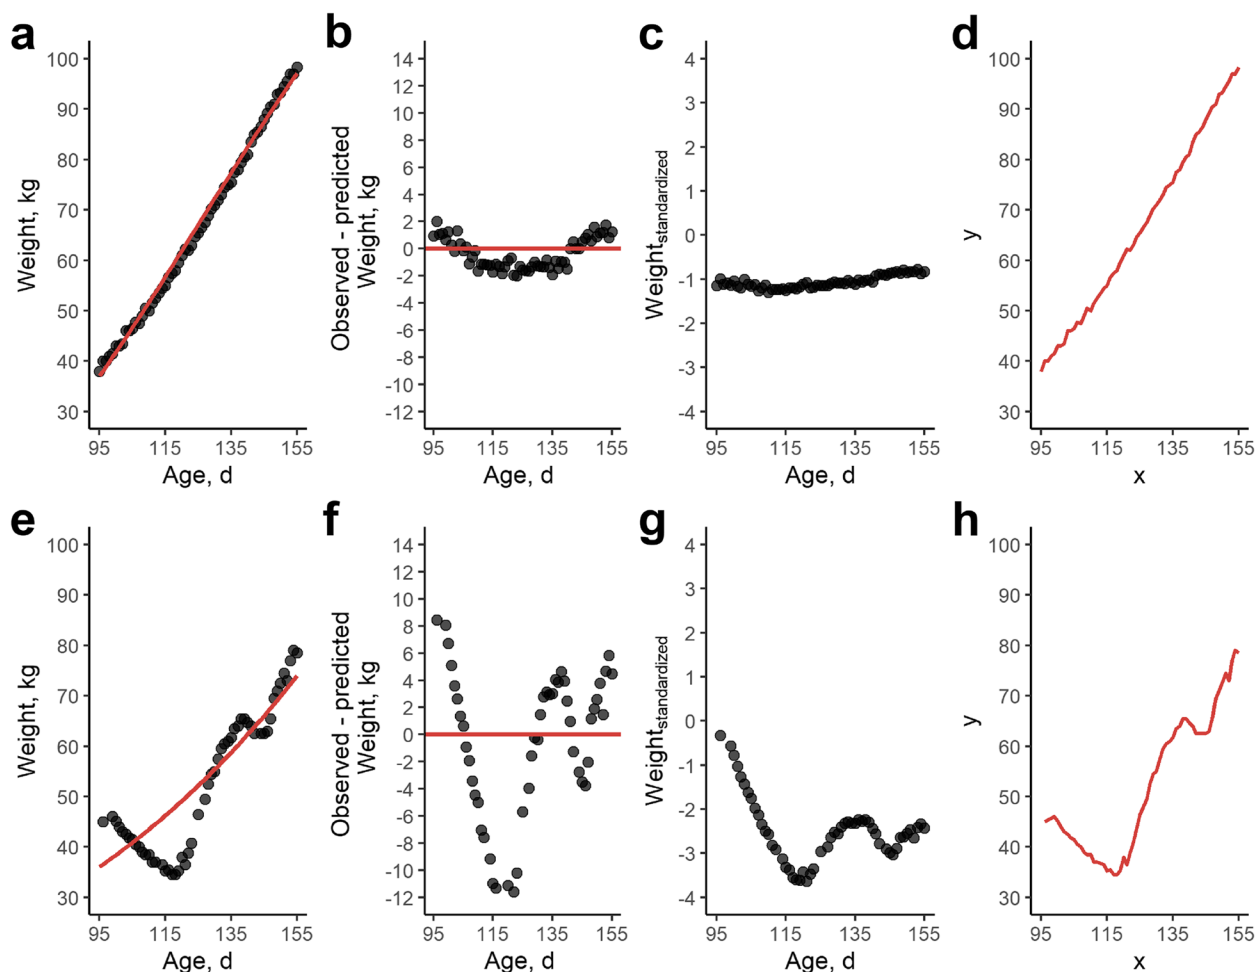 a
100
90
80
70
60
50
40
30
Weight, kg
95 115 135 155
Age, d
b
14
12
10
8
6
4
2
0
-2
-4
-6
-8
-10
-12
Observed - predicted
Weight, kg
95 115 135 155
Age, d
c
4
3
2
1
0
-1
-2
-3
-4
Weight standardized
95 115 135 155
Age, d
d
100
90
80
70
60
50
40
30
y
95 115 135 155
x
e
100
90
80
70
60
50
40
30
Weight, kg
95 115 135 155
Age, d
f
14
12
10
8
6
4
2
0
-2
-4
-6
-8
-10
-12
Observed - predicted
Weight, kg
95 115 135 155
Age, d
g
4
3
2
1
0
-1
-2
-3
-4
Weight standardized
95 115 135 155
Age, d
h
100
90
80
70
60
50
40
30
y
95 115 135 155
x